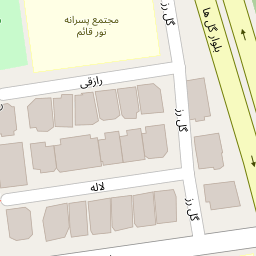 مجتمع پسرانه
نور قائم
گل رز
بلوار گل ها
رازقی
گل رز
لاله
گل رز